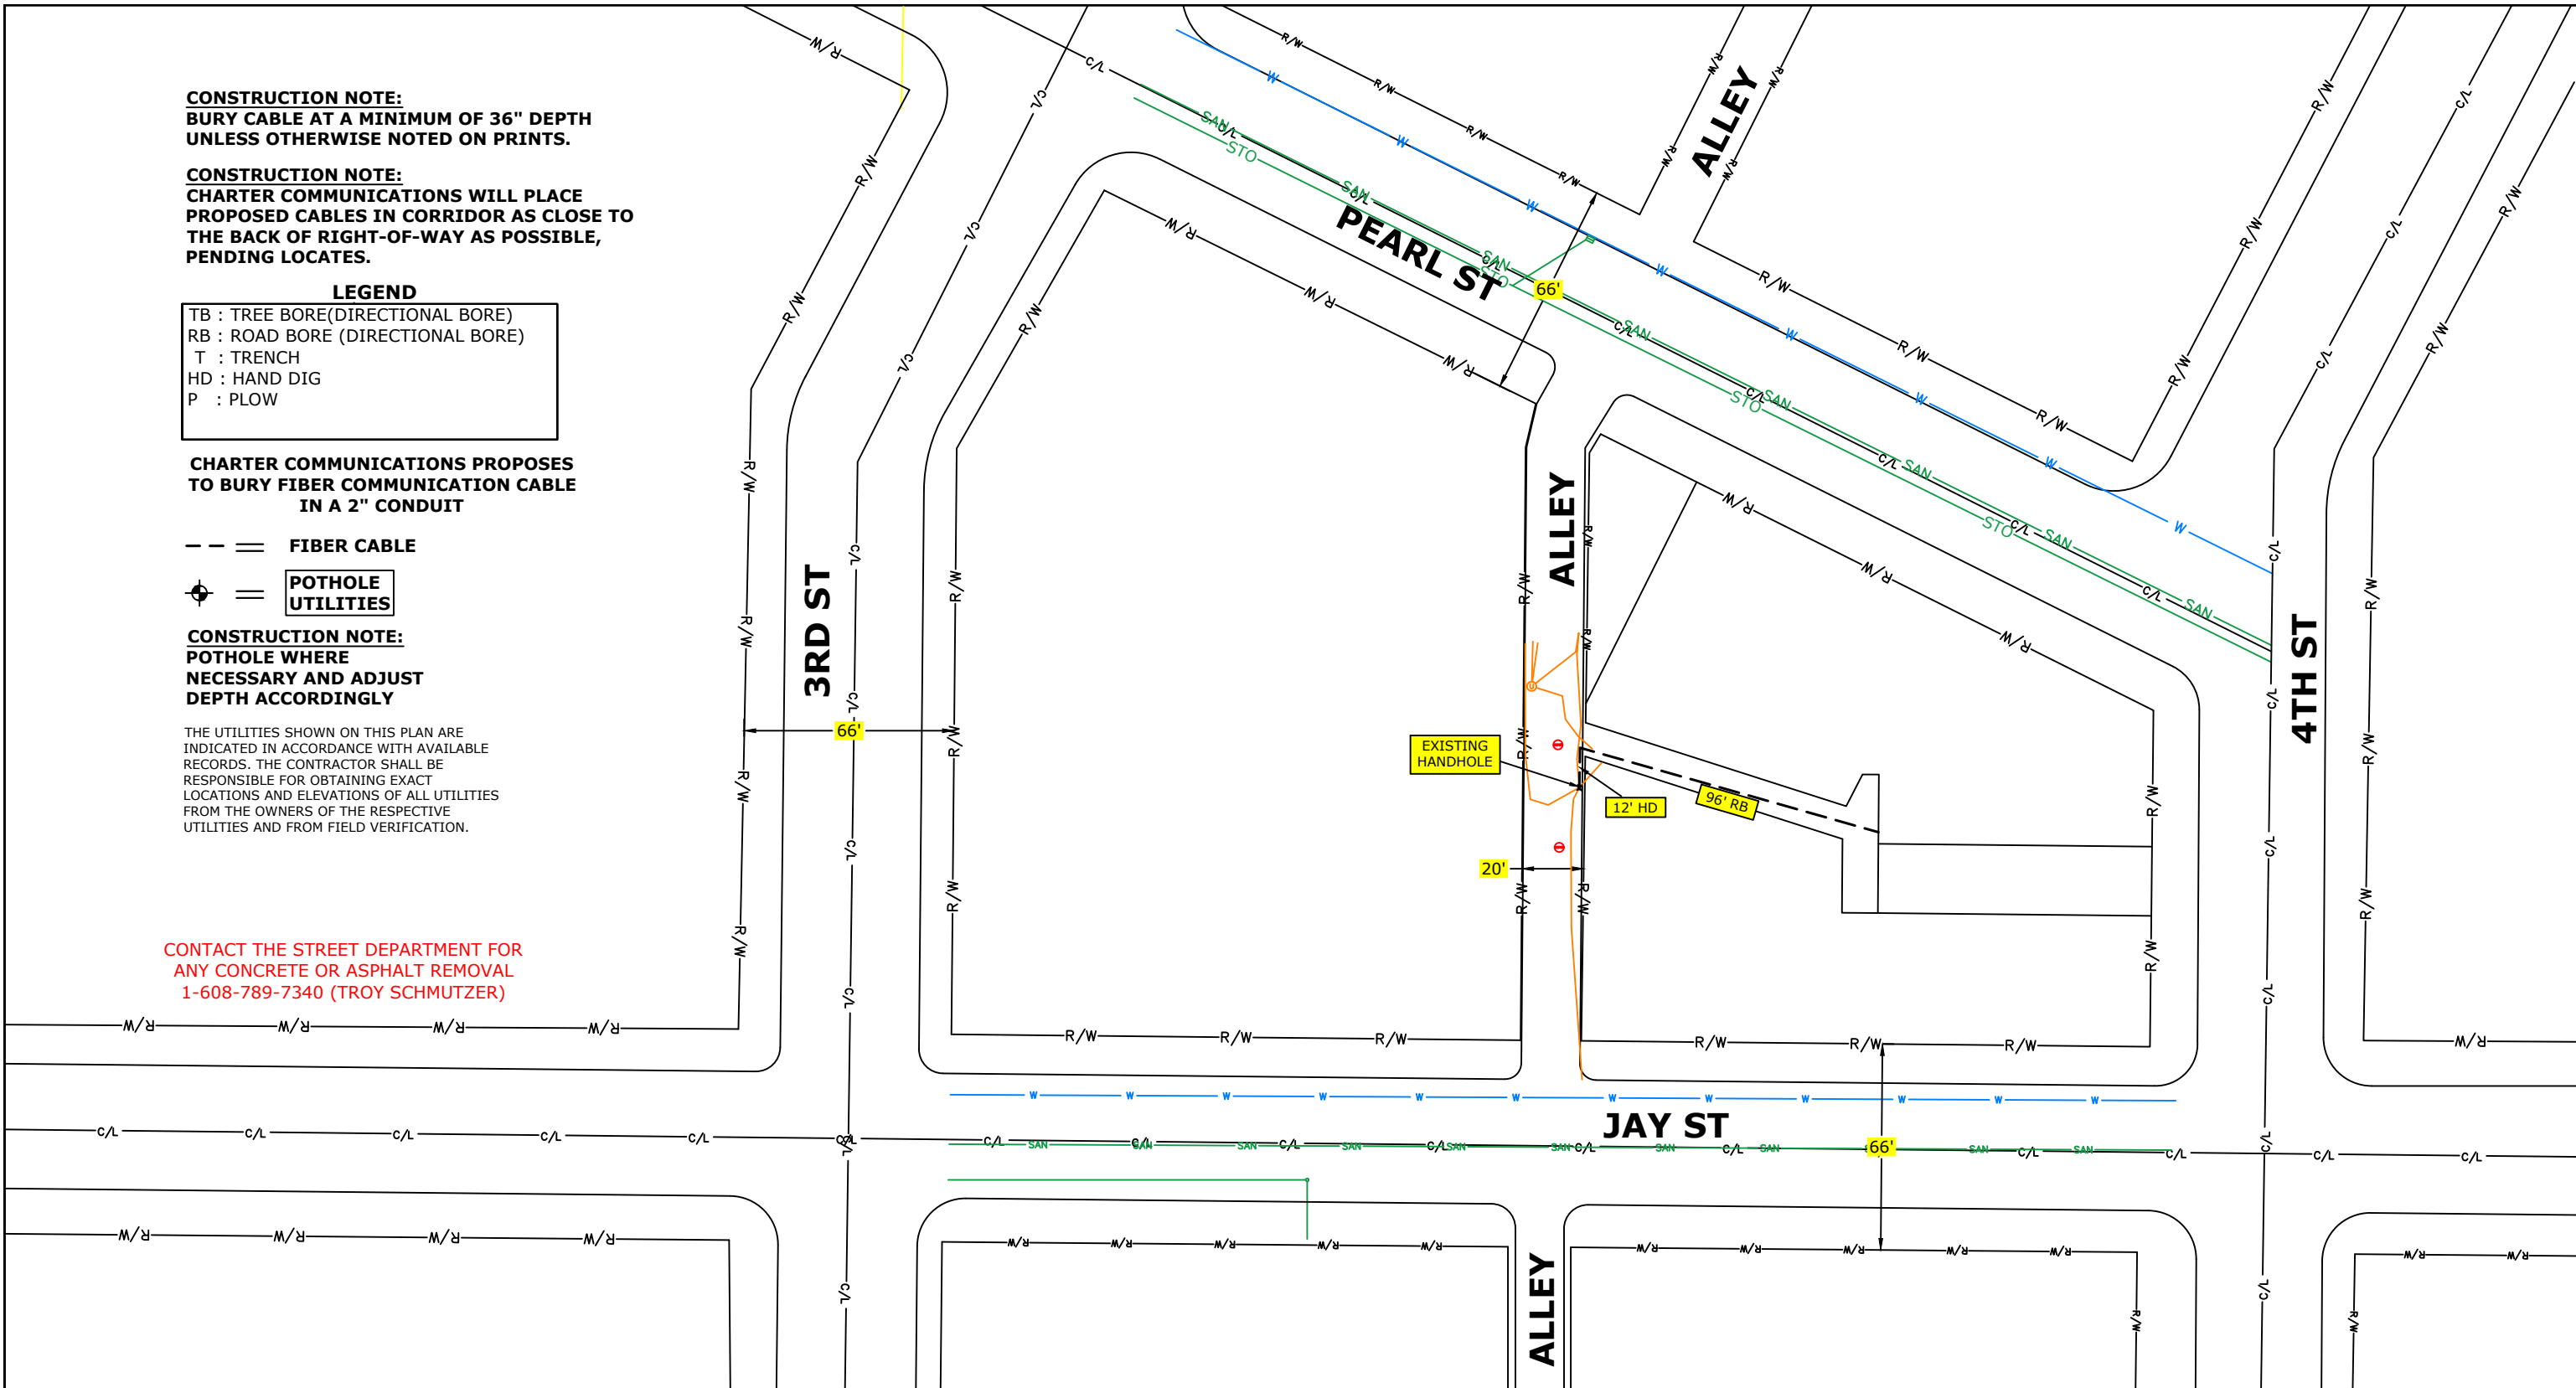 CONSTRUCTION NOTE:
BURY CABLE AT A MINIMUM OF 36" DEPTH
UNLESS OTHERWISE NOTED ON PRINTS.
CONSTRUCTION NOTE:
CHARTER COMMUNICATIONS WILL PLACE
PROPOSED CABLES IN CORRIDOR AS CLOSE TO
THE BACK OF RIGHT-OF-WAY AS POSSIBLE,
PENDING LOCATES.
LEGEND
TB : TREE BORE(DIRECTIONAL BORE)
RB : ROAD BORE (DIRECTIONAL BORE)
T : TRENCH
HD : HAND DIG
P : PLOW
CHARTER COMMUNICATIONS PROPOSES
TO BURY FIBER COMMUNICATION CABLE
IN A 2" CONDUIT
FIBER CABLE
POTHOLE
UTILITIES
CONSTRUCTION NOTE:
POTHOLE WHERE
NECESSARY AND ADJUST
DEPTH ACCORDINGLY
THE UTILITIES SHOWN ON THIS PLAN ARE
INDICATED IN ACCORDANCE WITH AVAILABLE
RECORDS. THE CONTRACTOR SHALL BE
RESPONSIBLE FOR OBTAINING EXACT
LOCATIONS AND ELEVATIONS OF ALL UTILITIES
FROM THE OWNERS OF THE RESPECTIVE
UTILITIES AND FROM FIELD VERIFICATION.
CONTACT THE STREET DEPARTMENT FOR
ANY CONCRETE OR ASPHALT REMOVAL
1-608-789-7340 (TROY SCHMUTZER)
3RD ST
66'
PEARL ST
66'
ALLEY
ALLEY
EXISTING
HANDHOLE
12' HD
96' RB
20'
4TH ST
JAY ST
66'
ALLEY
R/W
C/L
W
SAN
STO